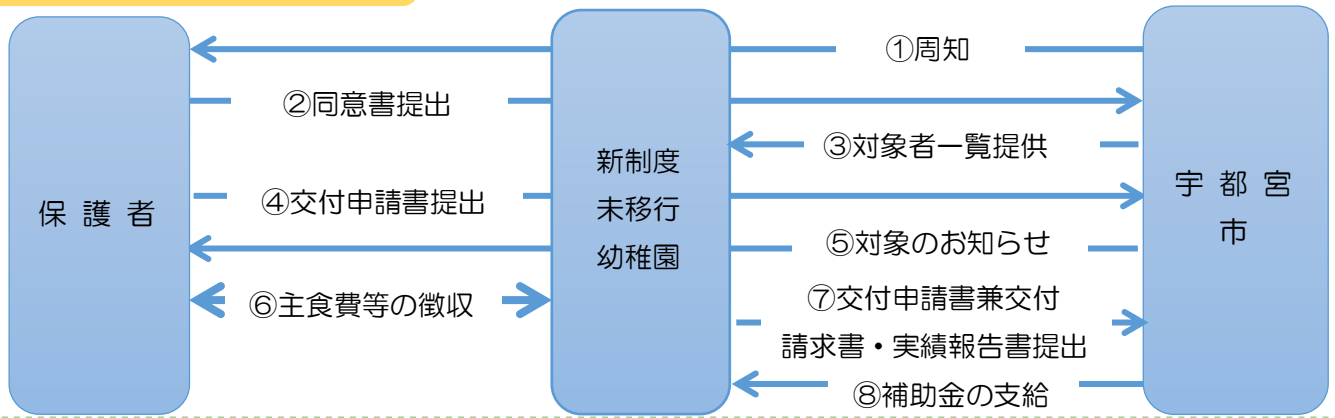 ①周知
②同意書提出
③対象者一覧提供
④交付申請書提出
⑤対象のお知らせ
⑥主食費等の徴収
⑦交付申請書兼交付
請求書・実績報告書提出
⑧補助金の支給
保 護 者
新制度
未移行
幼稚園
宇 都 宮
市